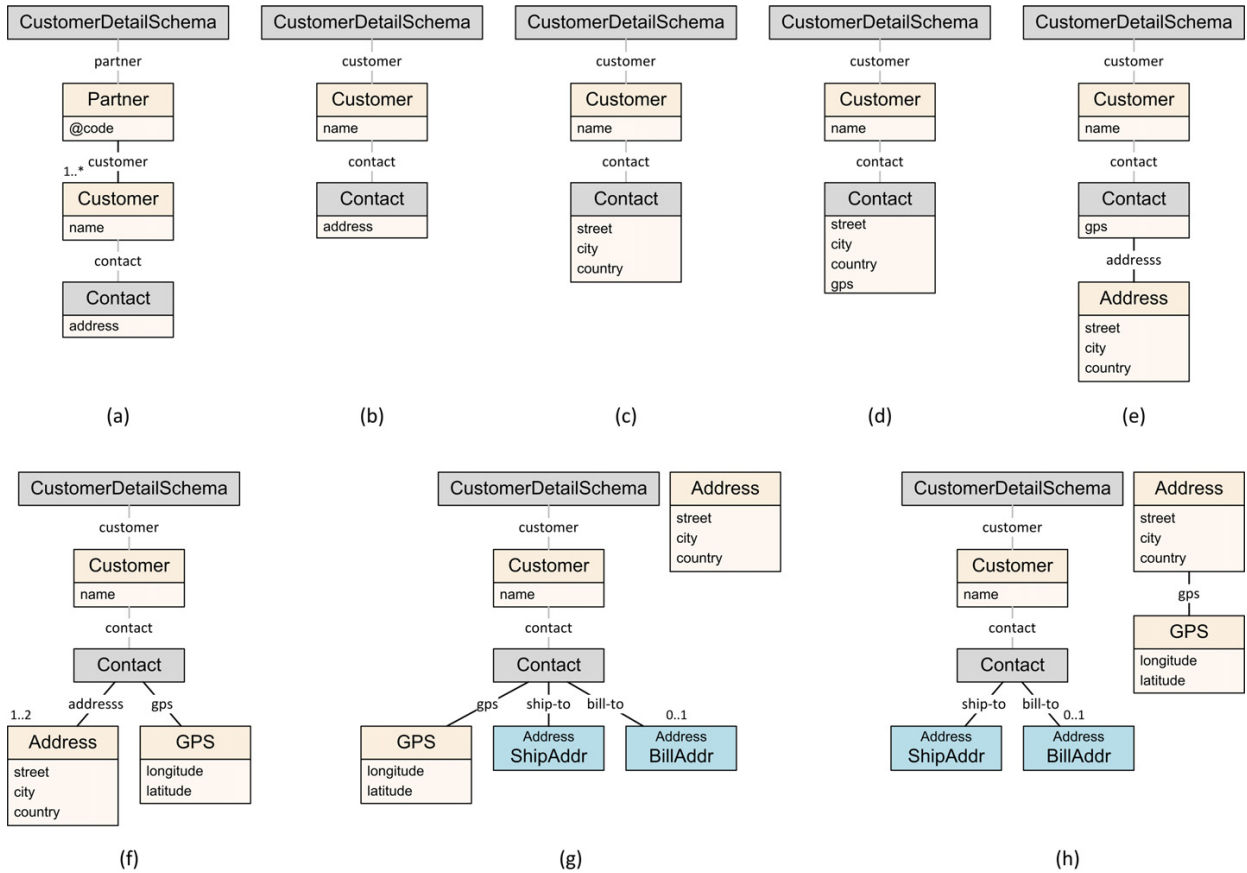 CustomerDetailSchema
partner
Partner
@code
customer
1..*
Customer
name
contact
Contact
address
(a)
CustomerDetailSchema
customer
Customer
name
contact
Contact
address
(b)
CustomerDetailSchema
customer
Customer
name
contact
Contact
street
city
country
(c)
CustomerDetailSchema
customer
Customer
name
contact
Contact
street
city
country
gps
(d)
CustomerDetailSchema
customer
Customer
name
contact
Contact
gps
addresss
Address
street
city
country
(e)
CustomerDetailSchema
customer
Customer
name
contact
Contact
addresss
gps
1..2
Address
street
city
country
GPS
longitude
latitude
(f)
CustomerDetailSchema
Address
street
city
country
customer
Customer
name
contact
Contact
gps
ship-to
bill-to
0..1
GPS
longitude
latitude
Address
ShipAddr
Address
BillAddr
(g)
CustomerDetailSchema
Address
street
city
country
gps
GPS
longitude
latitude
customer
Customer
name
contact
Contact
ship-to
bill-to
0..1
Address
ShipAddr
Address
BillAddr
(h)